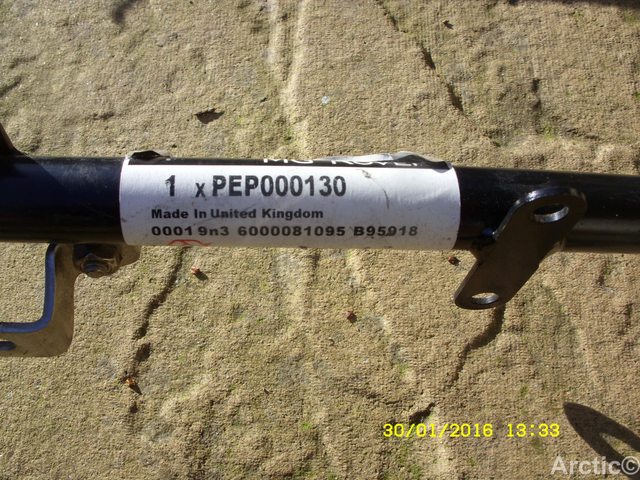 1 x PEP000130
Made In United Kingdom
0001 9n3 6000081095 B95918
30/01/2016 13:33
Arctic©